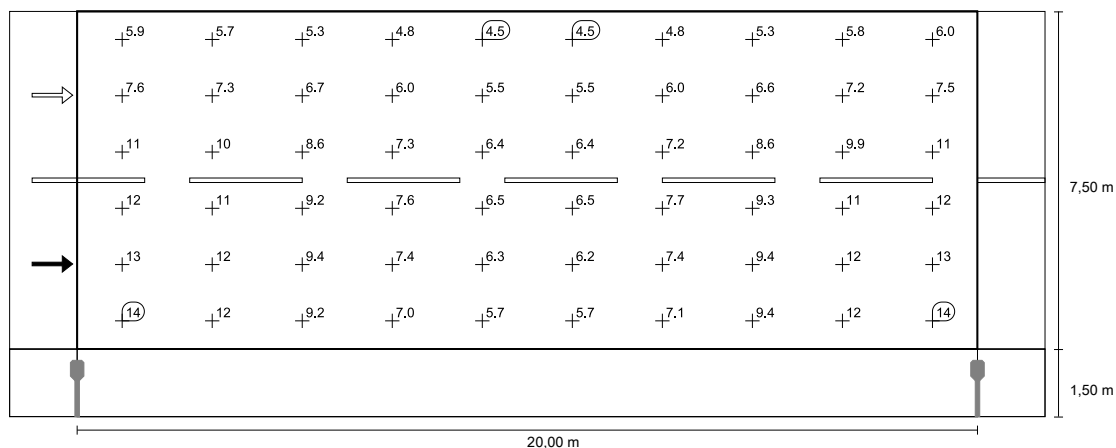 5.9 5.7 5.3 4.8 4.5 4.5 4.8 5.3 5.8 6.0
7.6 7.3 6.7 6.0 5.5 5.5 6.0 6.6 7.2 7.5
11 10 8.6 7.3 6.4 6.4 7.2 8.6 9.9 11
7,50 m
12 11 9.2 7.6 6.5 6.5 7.7 9.3 11 12
13 12 9.4 7.4 6.3 6.2 7.4 9.4 12 13
14 12 9.2 7.0 5.7 5.7 7.1 9.4 12 14
1,50 m
20,00 m